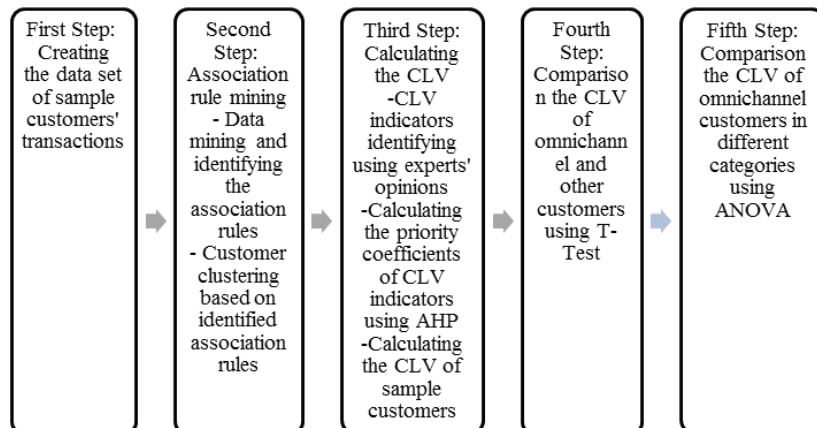 First Step:
Creating
the data set
of sample
customers'
transactions
Second
Step:
Association
rule mining
- Data
mining and
identifying
the
association
rules
- Customer
clustering
based on
identified
association
rules
Third Step:
Calculating
the CLV
-CLV
indicators
identifying
using experts'
opinions
-Calculating
the priority
coefficients
of CLV
indicators
using AHP
-Calculating
the CLV of
sample
customers
Fourth
Step:
Compariso
n the CLV
of
omnichann
el and
other
customers
using T-
Test
Fifth Step:
Comparison
the CLV of
omnichannel
customers in
different
categories
using
ANOVA